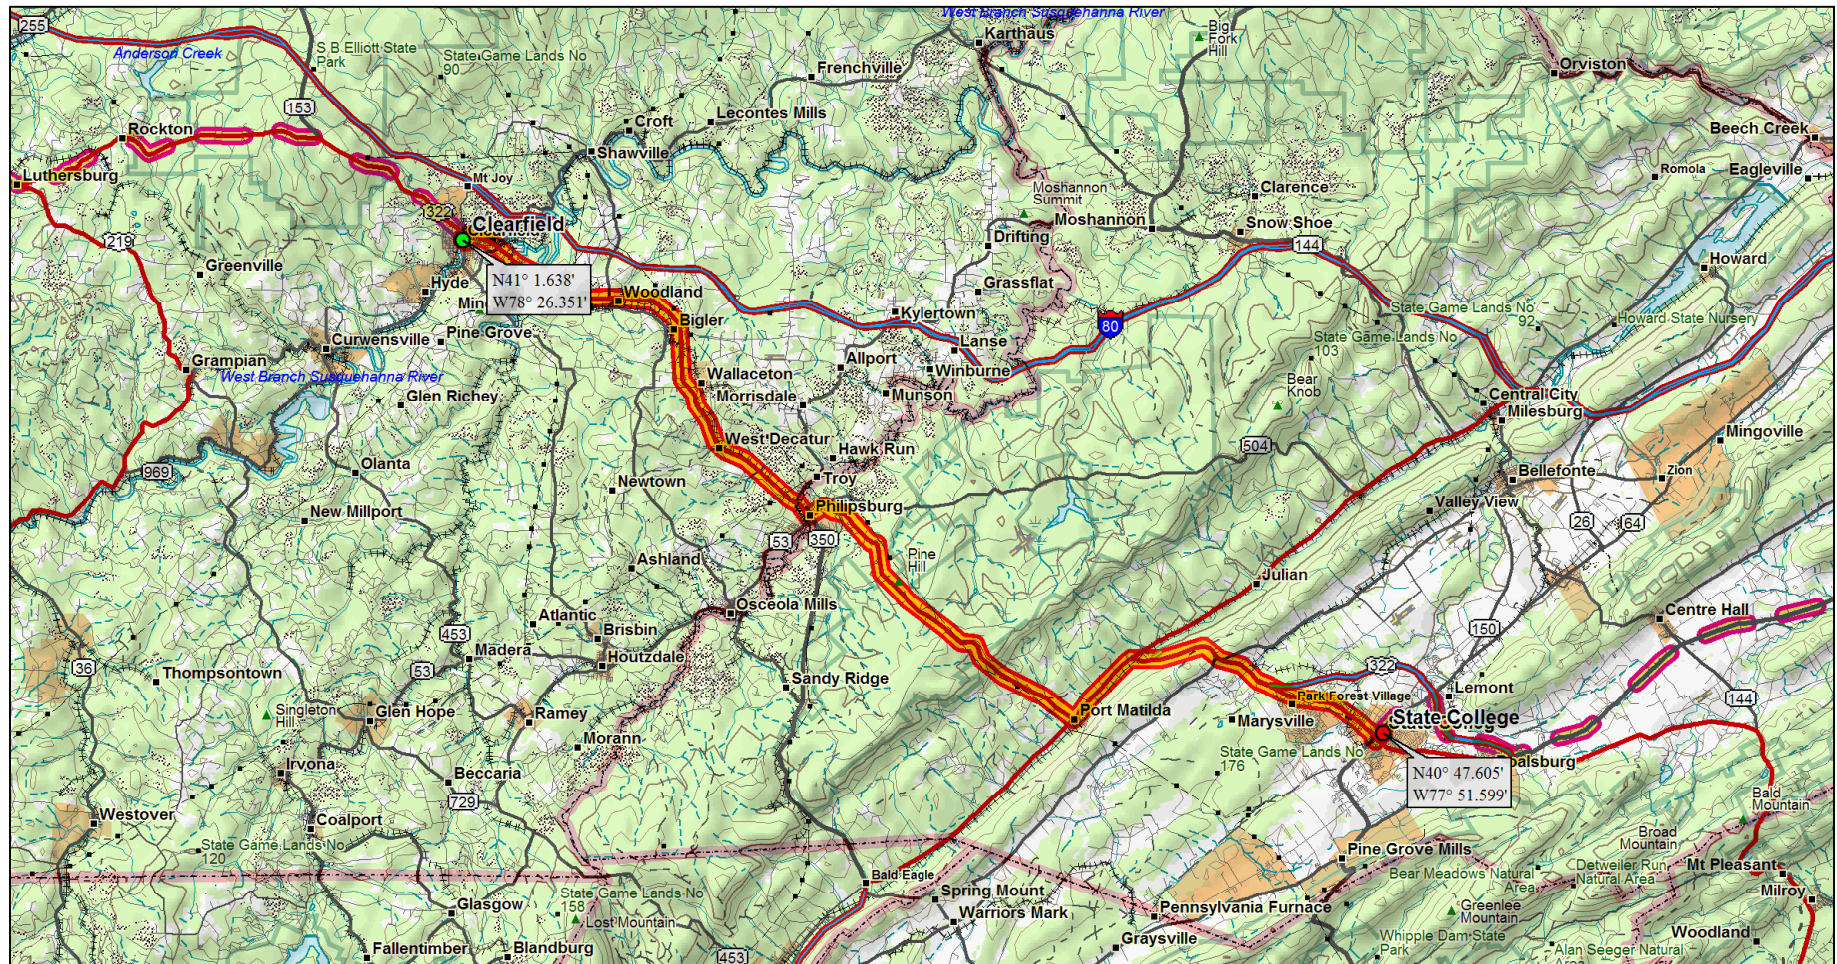 West Branch Susquehanna River
255
Karthaus
Big
Fork
Hill
Anderson Creek
S B Elliott State
Park
State Game Lands No
90
Frenchville
Orviston
153
Lecontes Mills
Croft
Rockton
Beech Creek
Shawville
Luthersburg
Mt Joy
Romola
Eagleville
Moshannon
Summit
Clarence
322
Clearfield
Moshannon
Snow Shoe
Drifting
144
219
Greenville
Howard
N41° 1.638'
W78° 26.351'
Hyde
Woodland
Grassflat
State Game Lands No
92
Howard State Nursery
Bigler
Kylertown
80
Pine Grove
Curwensville
Lanse
State Game Lands No
103
Grampian
Allport
Winburne
West Branch Susquehanna River
Wallaceton
Bear
Knob
Glen Richey
Morrisdale
Munson
Central City
Milesburg
West Decatur
Mingoville
Hawk Run
504
969
Olanta
Troy
Bellefonte
Zion
Newtown
Valley View
New Millport
Philipsburg
26
64
53
350
Ashland
Pine
Hill
Julian
Osceola Mills
Centre Hall
Atlantic
Brisbin
453
150
Madera
Houtzdale
36
Thompsontown
53
322
Sandy Ridge
Lemont
Park Forest Village
144
Singleton
Hill
Glen Hope
Ramey
Port Matilda
Marysville
State College
Morann
State Game Lands No
176
Irvona
Beccaria
N40° 47.605'
W77° 51.599'
729
Bald
Mountain
Westover
Coalport
Broad
Mountain
State Game Lands No
120
Pine Grove Mills
Bear Meadows Natural
Area
Detweiler Run
Natural Area
Mt Pleasant
Bald Eagle
Milroy
State Game Lands No
158
Spring Mount
Glasgow
Warriors Mark
Pennsylvania Furnace
Greenlee
Mountain
Lost Mountain
Graysville
Whipple Dam State
Park
Woodland
Fallentimber
Blandburg
453
Alan Seeger Natural